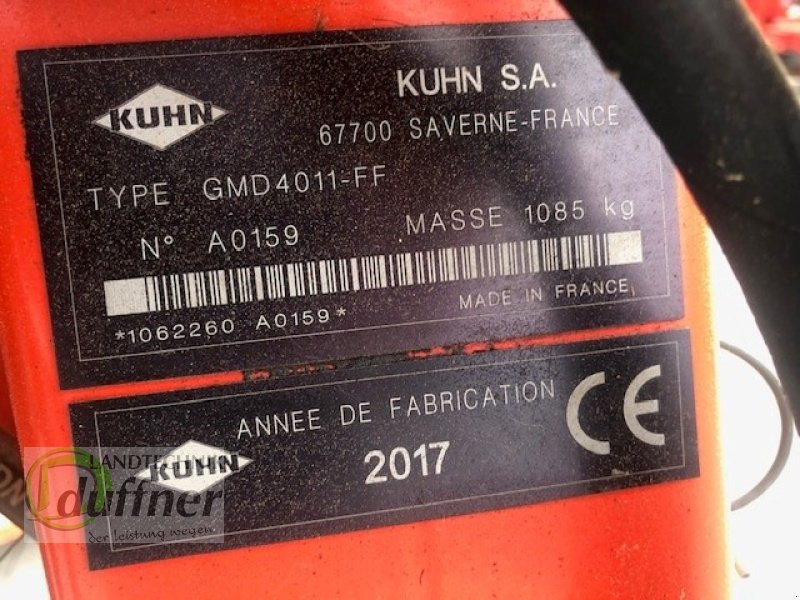 KUHN
KUHN S.A.
67700 SAVERNE-FRANCE
TYPE GMD4011-FF
N° A0159 MASSE 1085 kg
*1062260 A0159*
MADE IN FRANCE
ANNEE DE FABRICATION
CE
KUHN
2017
LANDTECHNIK
duffner
der Leistung wegen